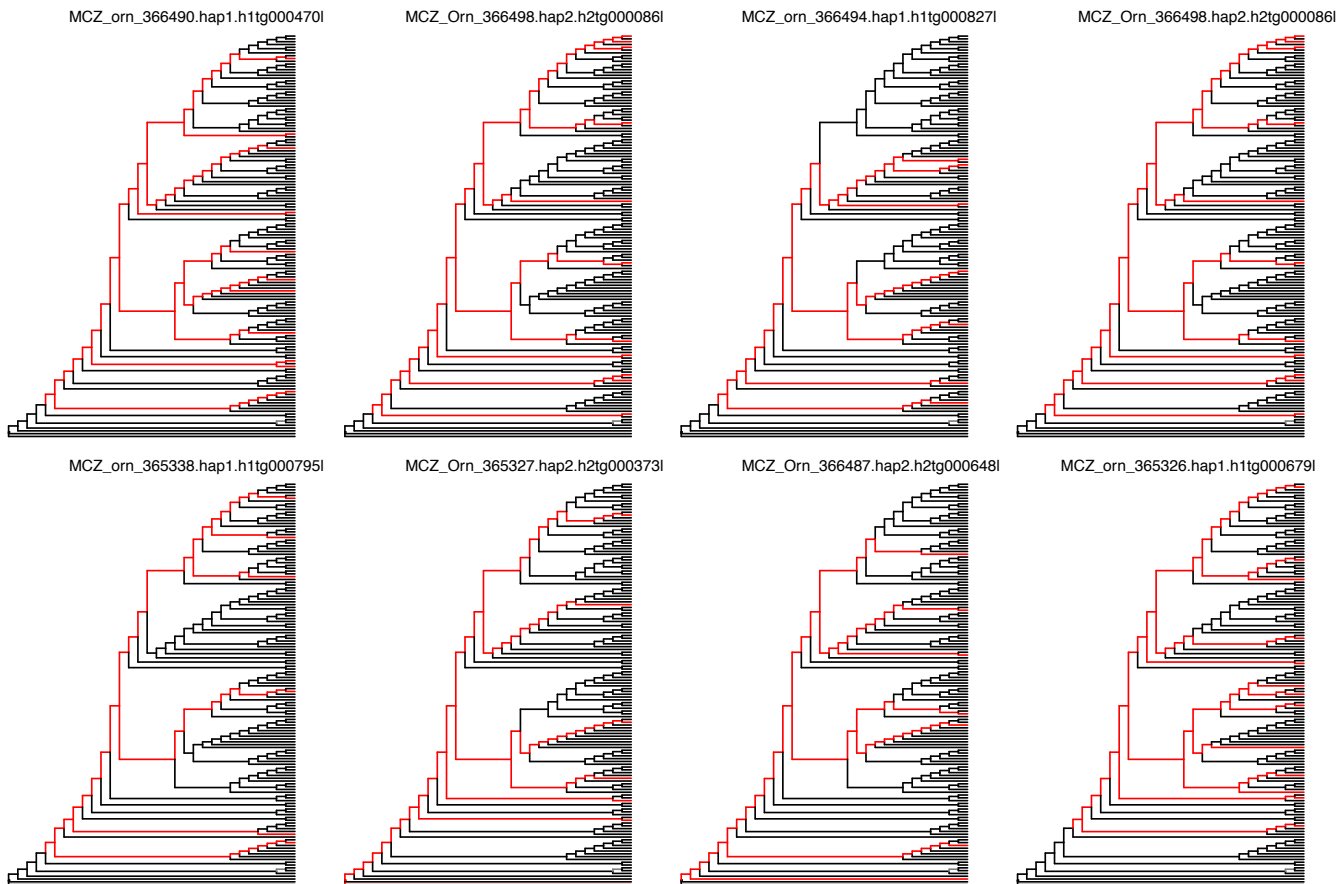 MCZ_orn_366490.hap1.h1tg000470l
MCZ_Orn_366498.hap2.h2tg000086l
MCZ_orn_366494.hap1.h1tg000827l
MCZ_Orn_366498.hap2.h2tg000086l
MCZ_orn_365338.hap1.h1tg000795l
MCZ_Orn_365327.hap2.h2tg000373l
MCZ_orn_366487.hap2.h2tg000648l
MCZ_orn_365326.hap1.h1tg000679l